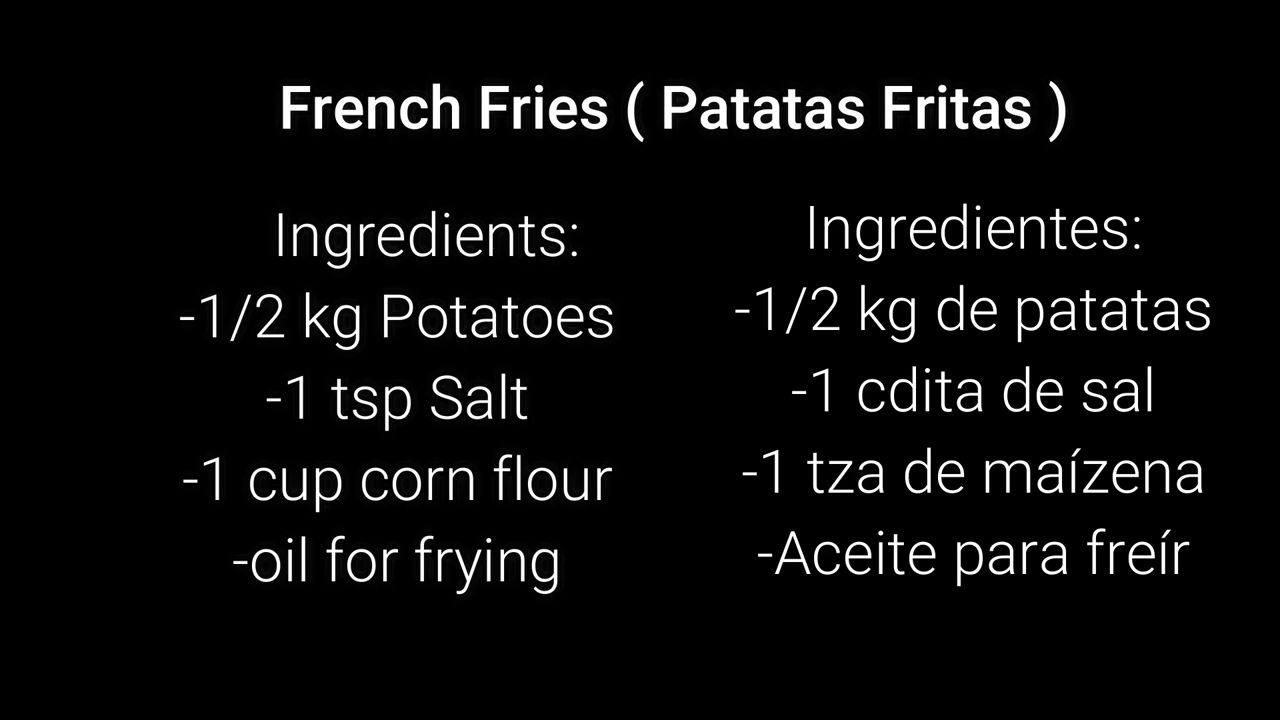 French Fries ( Patatas Fritas )
Ingredients:
-1/2 kg Potatoes
-1 tsp Salt
-1 cup corn flour
-oil for frying
Ingredientes:
-1/2 kg de patatas
-1 cdita de sal
-1 tza de maízena
-Aceite para freír